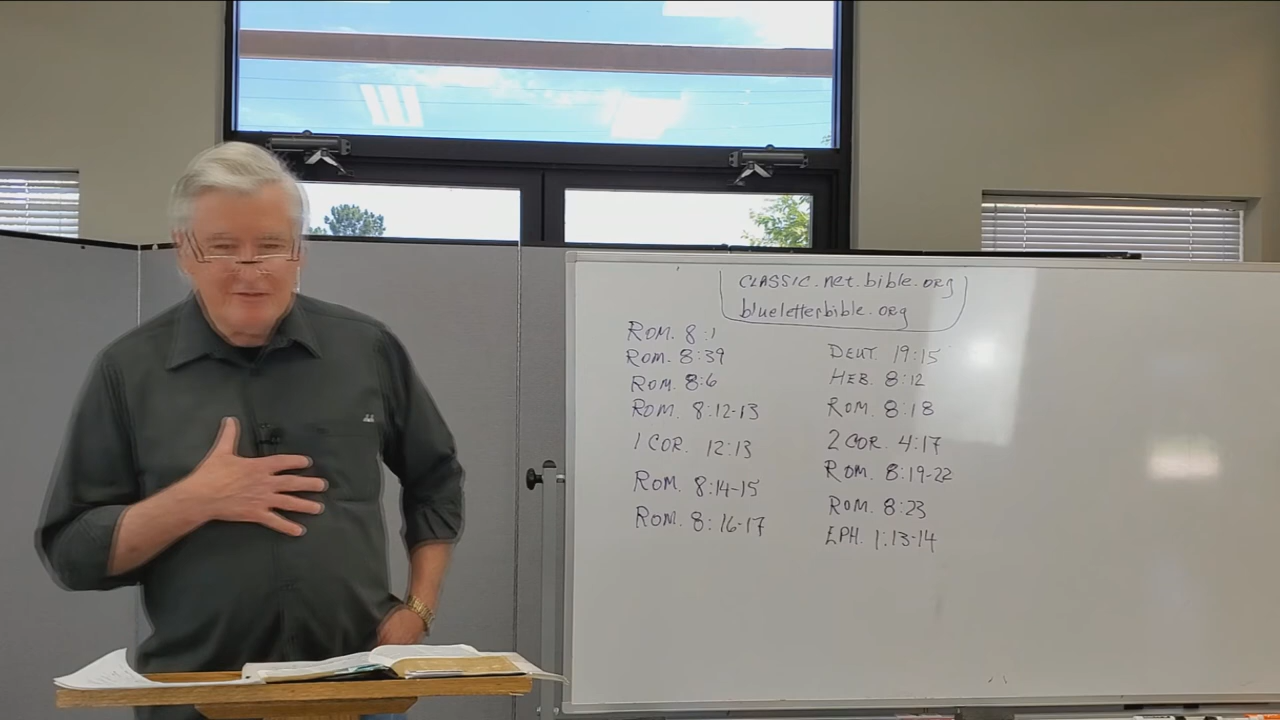 CLASSIC.net.bible.org
blueletterbible.org
ROM. 8:1
ROM. 8:39
ROM. 8:6
ROM. 8:12-13
1 COR. 12:13
ROM. 8:14-15
ROM. 8:16-17
DEUT. 19:15
HEB. 8:12
ROM. 8:18
2 COR. 4:17
ROM. 8:19-22
ROM. 8:23
EPH. 1:13-14